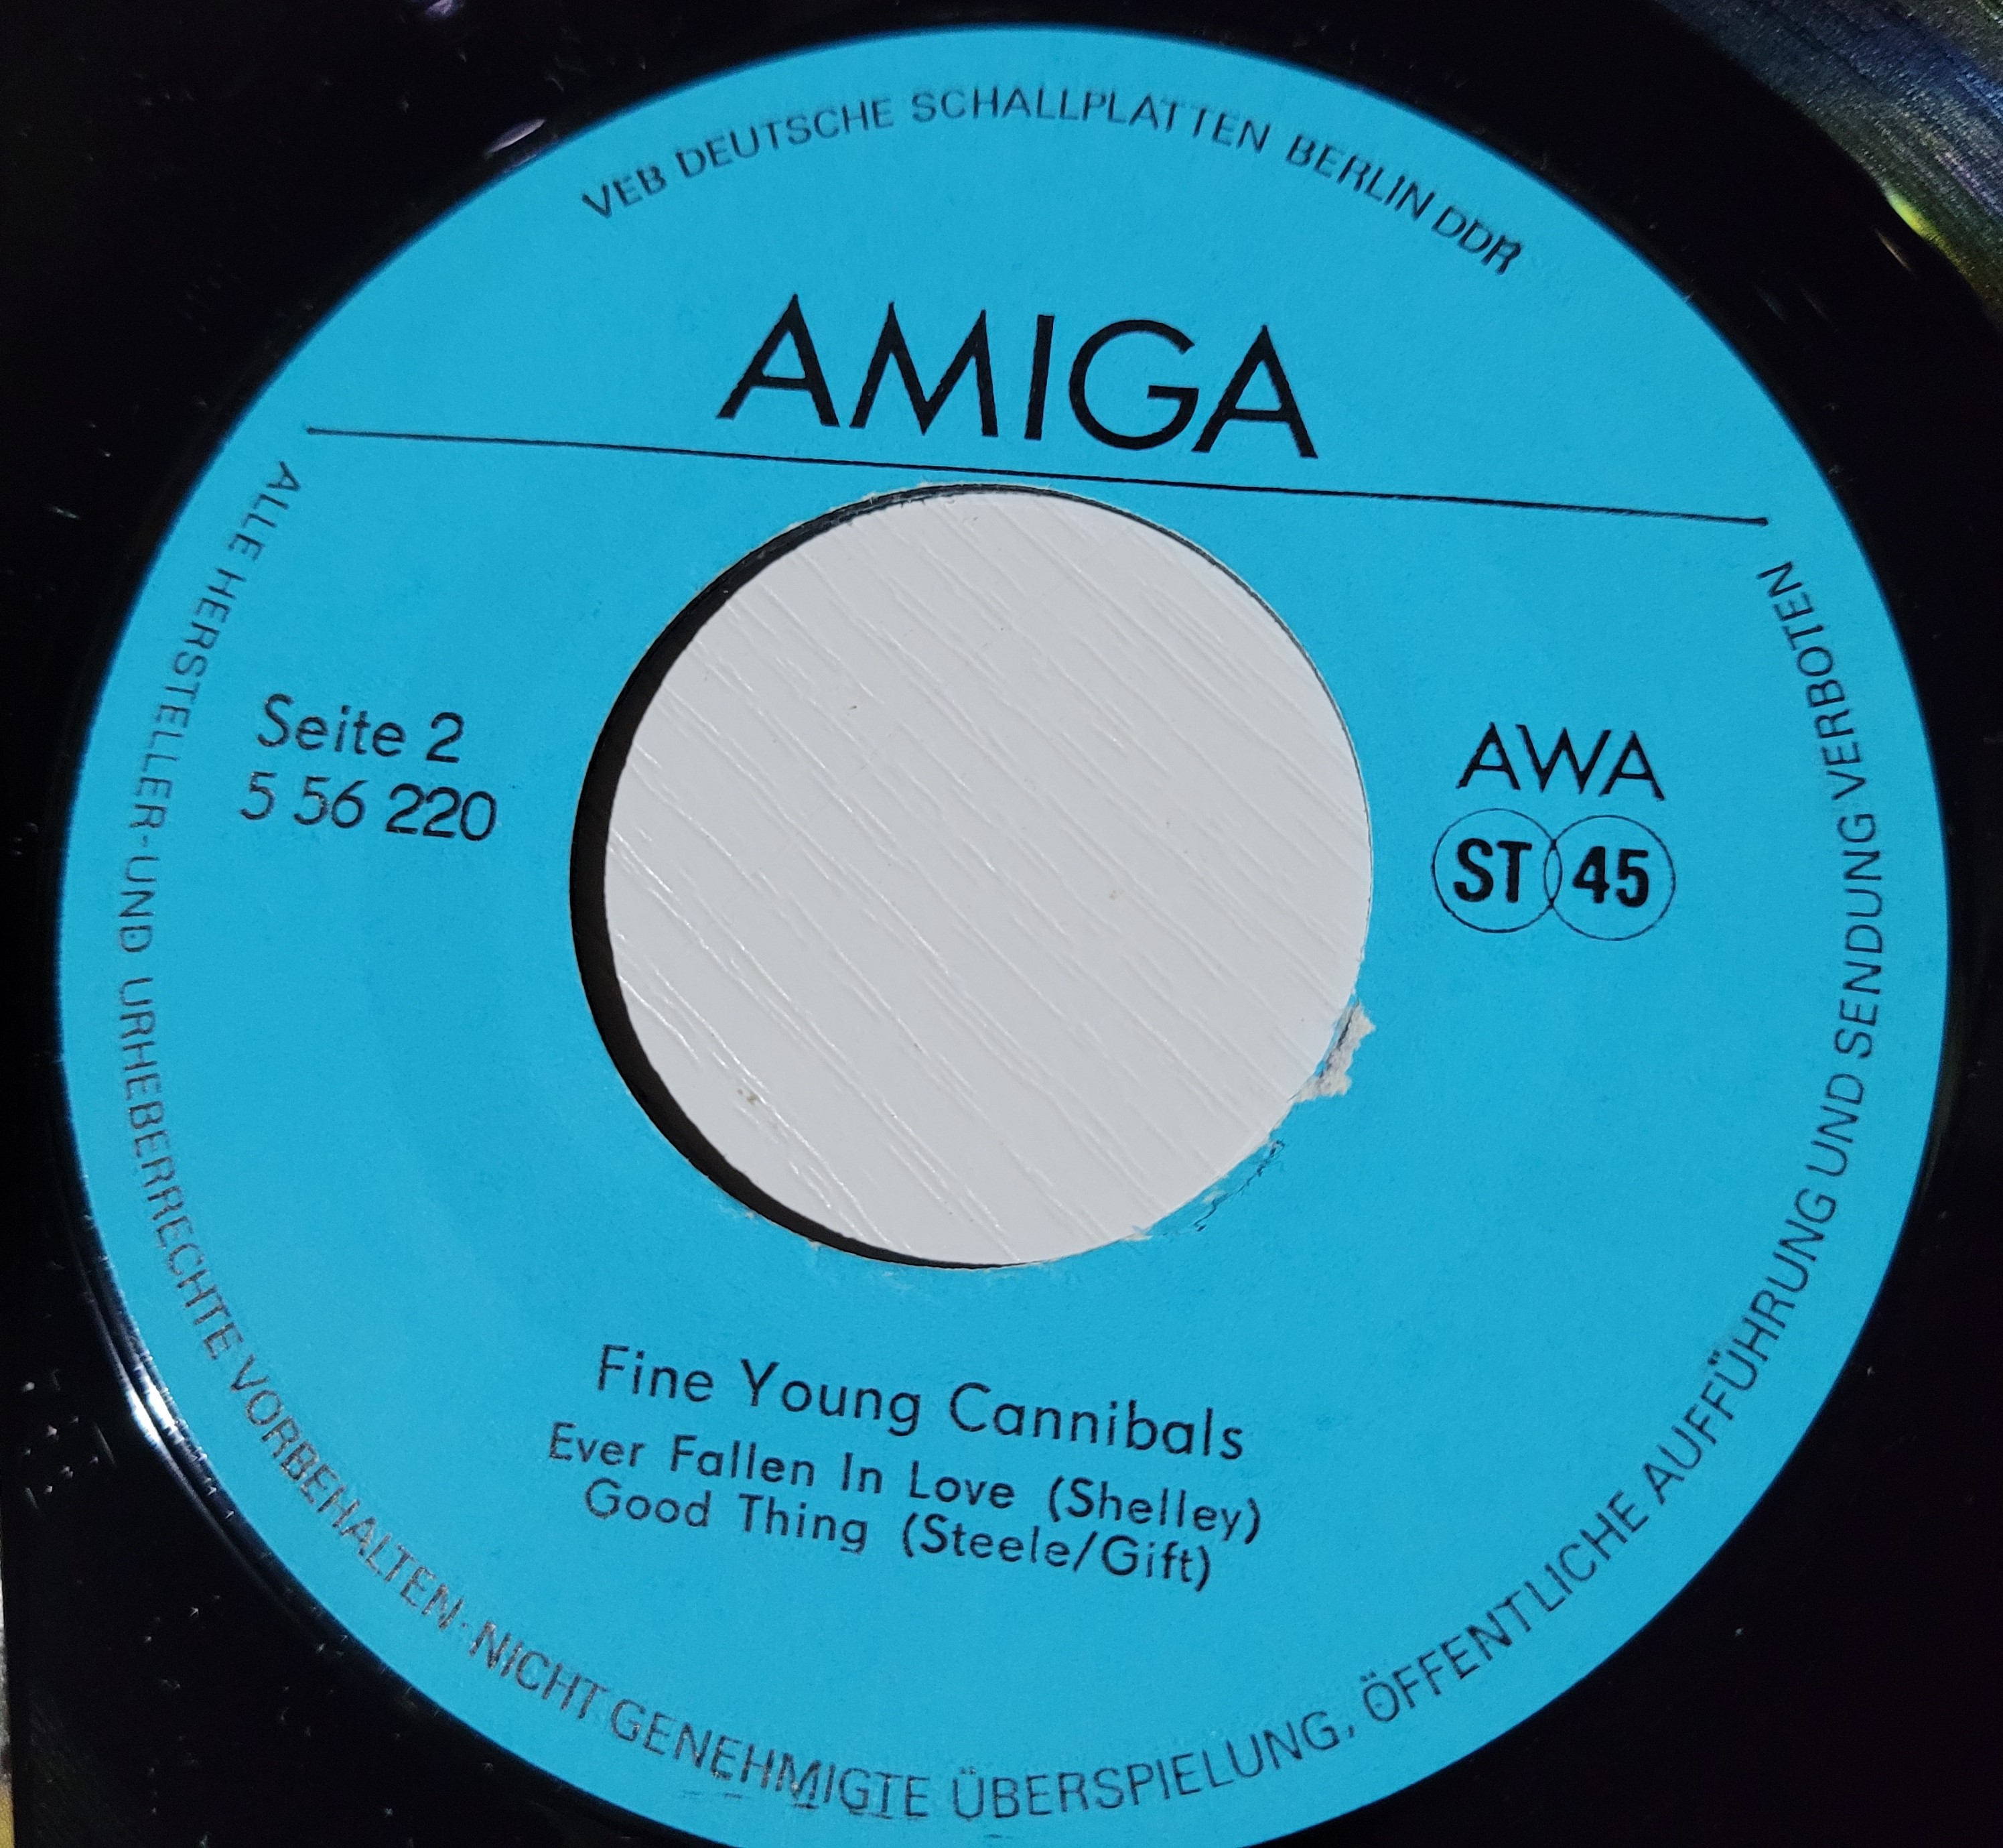 VEB DEUTSCHE SCHALLPLATTEN BERLIN DDR
AMIGA
Seite 2
5 56 220
AWA
ST 45
Fine Young Cannibals
Ever Fallen In Love (Shelley)
Good Thing (Steele/Gift)
ALLE HERSTELLER-UND URHEBERRECHTE VORBEHALTEN·NICHT GENEHMIGTE ÜBERSPIELUNG, ÖFFENTLICHE AUFFÜHRUNG UND SENDUNG VERBOTEN